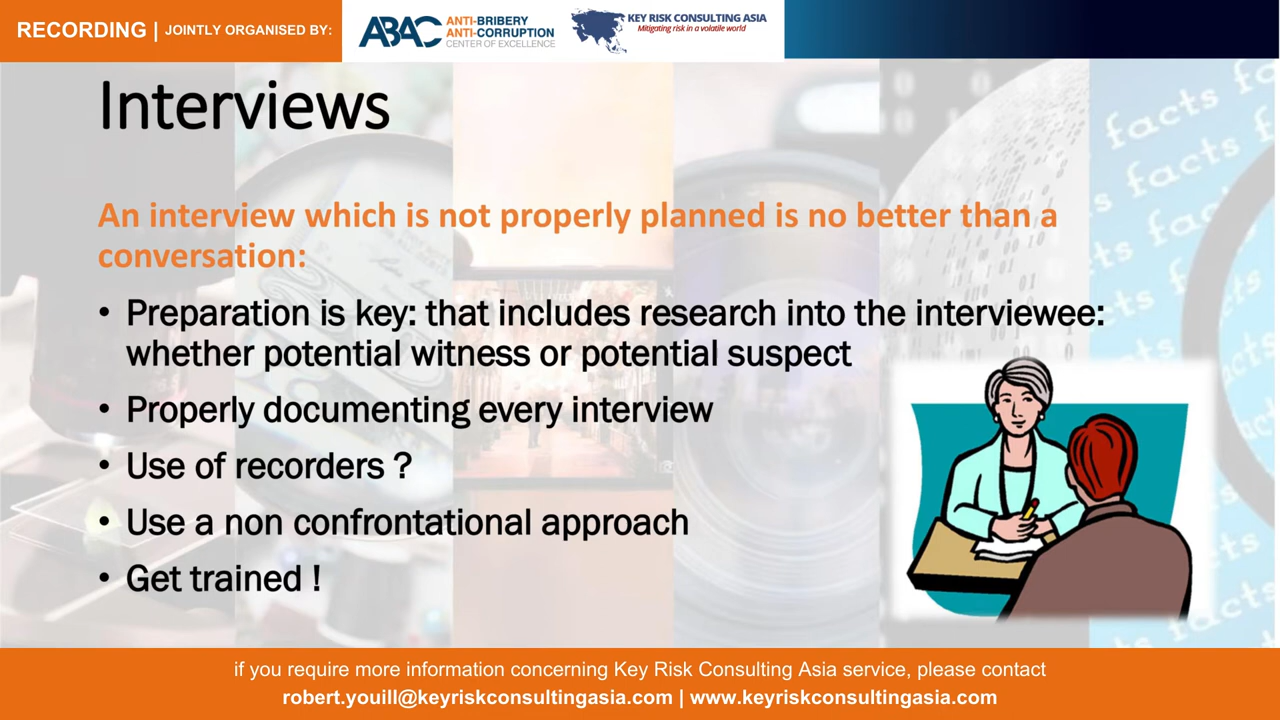 RECORDING | JOINTLY ORGANISED BY:
ABAC ANTI-BRIBERY
ANTI-CORRUPTION
CENTER OF EXCELLENCE
KEY RISK CONSULTING ASIA
Mitigating risk in a volatile world
Interviews
An interview which is not properly planned is no better than a
conversation:
• Preparation is key: that includes research into the interviewee:
whether potential witness or potential suspect
• Properly documenting every interview
• Use of recorders ?
• Use a non confrontational approach
• Get trained !
facts
facts
facts
if you require more information concerning Key Risk Consulting Asia service, please contact
robert.youill@keyriskconsultingasia.com | www.keyriskconsultingasia.com